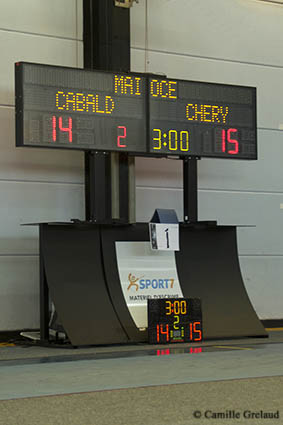 MAI OCE
CABALD CHERY
14 2 3:00 15
1
SPORT7
MATERIEL D'ESCRIME
3:00
2
14 15
© Camille Grelaud